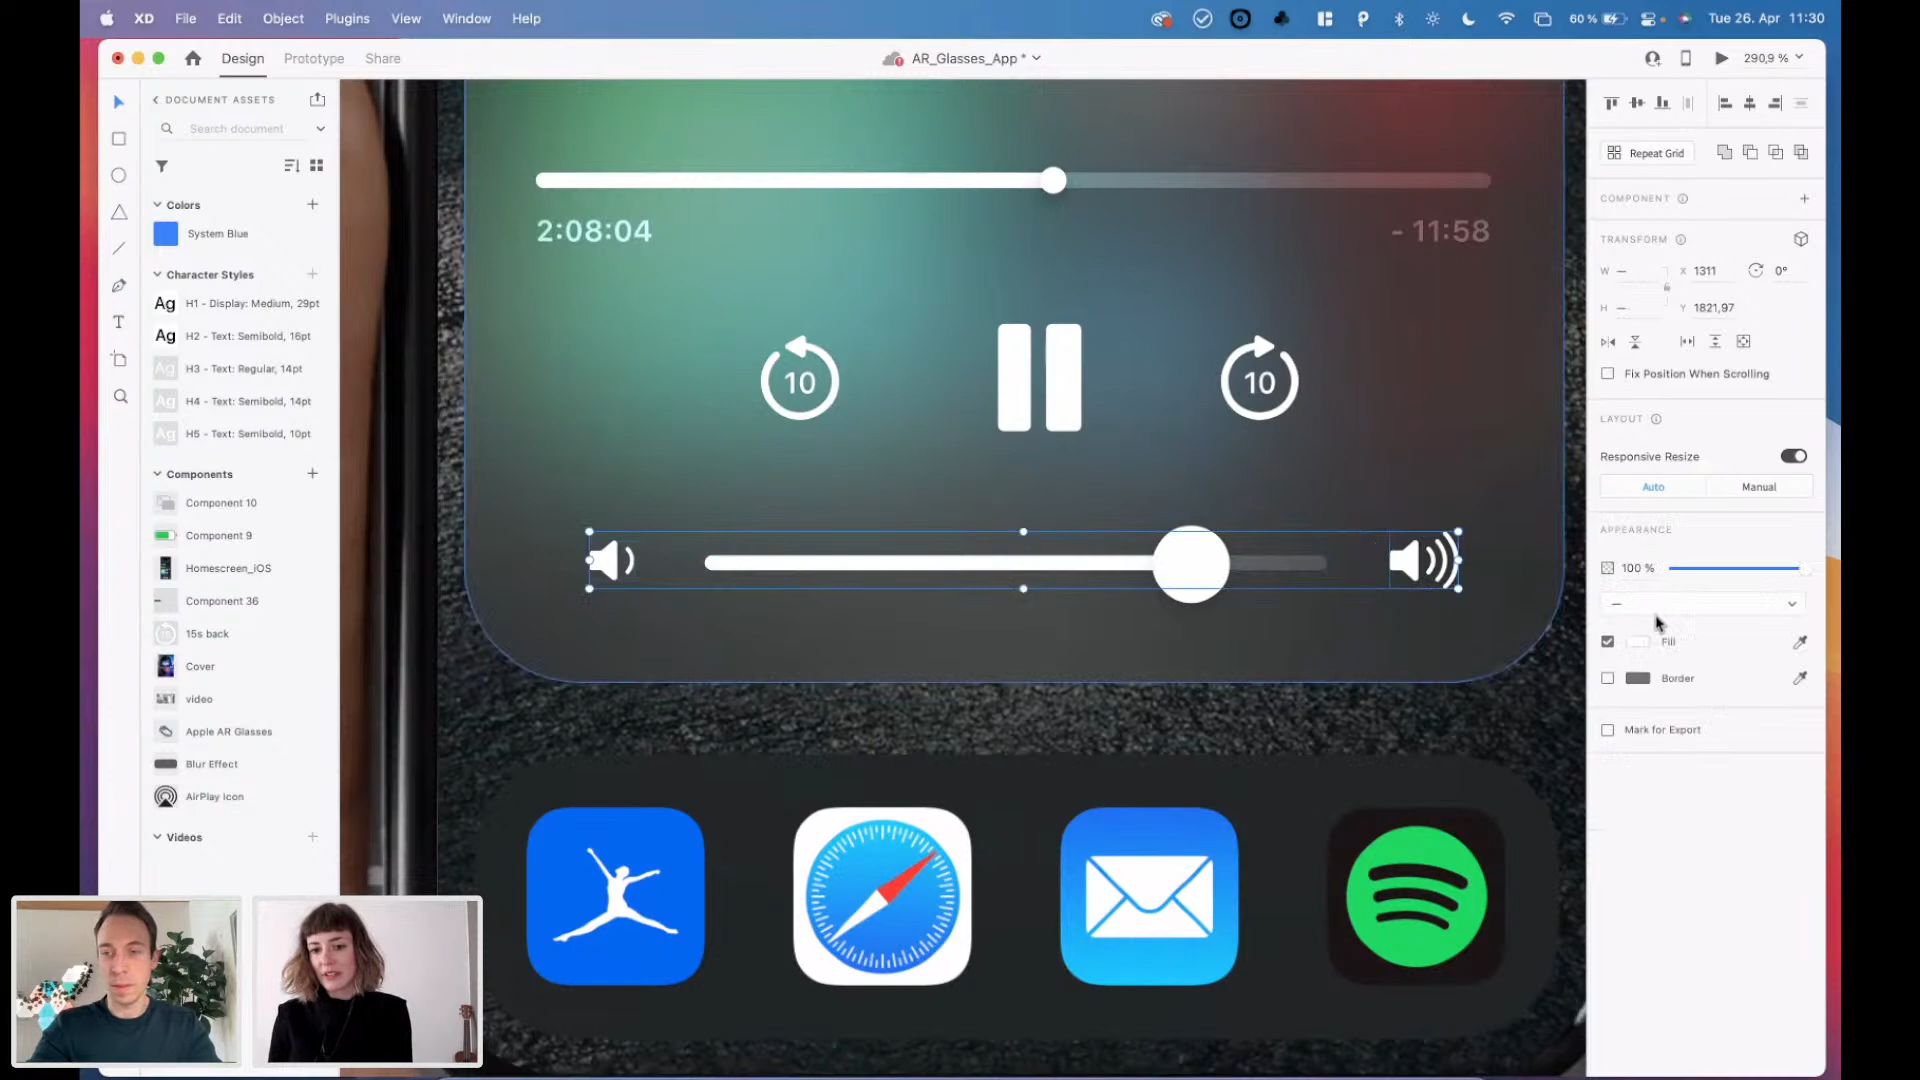 XD File Edit Object Plugins View Window Help
60 % Tue 26. Apr 11:30
Design Prototype Share
AR_Glasses_App *
290,9 %
DOCUMENT ASSETS
Search document
Colors
System Blue
Character Styles
Ag H1 - Display: Medium, 29pt
Ag H2 - Text: Semibold, 16pt
Ag H3 - Text: Regular, 14pt
Ag H4 - Text: Semibold, 14pt
Ag H5 - Text: Semibold, 10pt
Components
Component 10
Component 9
Homescreen_iOS
Component 36
15s back
Cover
video
Apple AR Glasses
Blur Effect
AirPlay Icon
Videos
2:08:04
- 11:58
10
10
Repeat Grid
COMPONENT
TRANSFORM
W — X 1311 0°
H — Y 1821,97
Fix Position When Scrolling
LAYOUT
Responsive Resize
Auto Manual
APPEARANCE
100 %
—
Fill
Border
Mark for Export